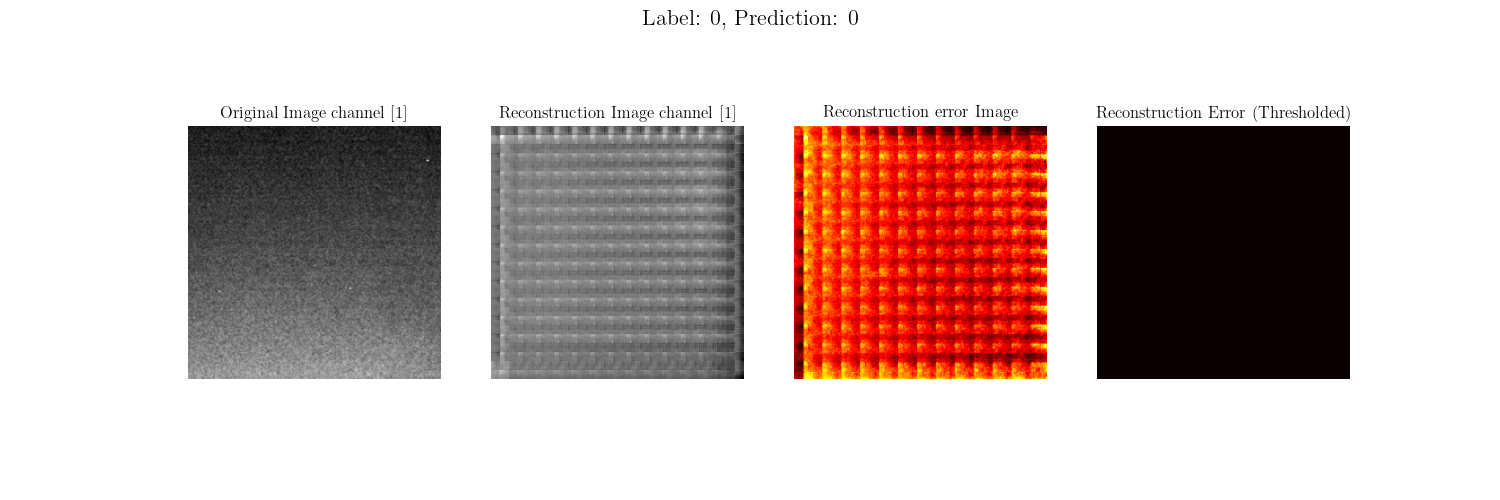 Label: 0, Prediction: 0
Original Image channel [1]
Reconstruction Image channel [1]
Reconstruction error Image
Reconstruction Error (Thresholded)